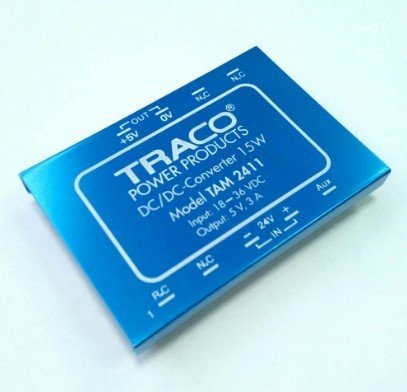 OUT
+5V 0V N.C N.C
TRACO®
POWER PRODUCTS
DC/DC-Converter 15W
Model TAM 2411
Input: 18–36 VDC
Output: 5 V, 3 A
R.C N.C – 24V + Aux
IN
1